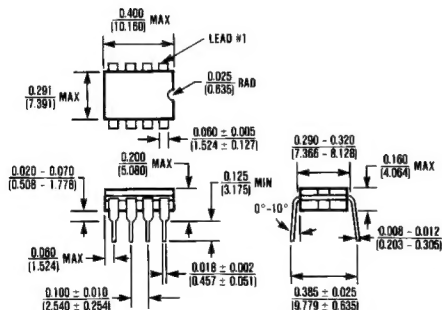 0.400
(10.160) MAX
LEAD #1
0.291
(7.391) MAX
0.025
(0.635) RAD
0.060 ± 0.005
(1.524 ± 0.127)
0.290 - 0.320
(7.366 - 8.128)
0.020 - 0.070
(0.508 - 1.778)
0.200
(5.080) MAX
0.125
(3.175) MIN
0.160
(4.064) MAX
0°-10°
0.008 - 0.012
(0.203 - 0.305)
0.060
(1.524) MAX
0.018 ± 0.002
(0.457 ± 0.051)
0.100 ± 0.010
(2.540 ± 0.254)
0.385 ± 0.025
(9.779 ± 0.635)